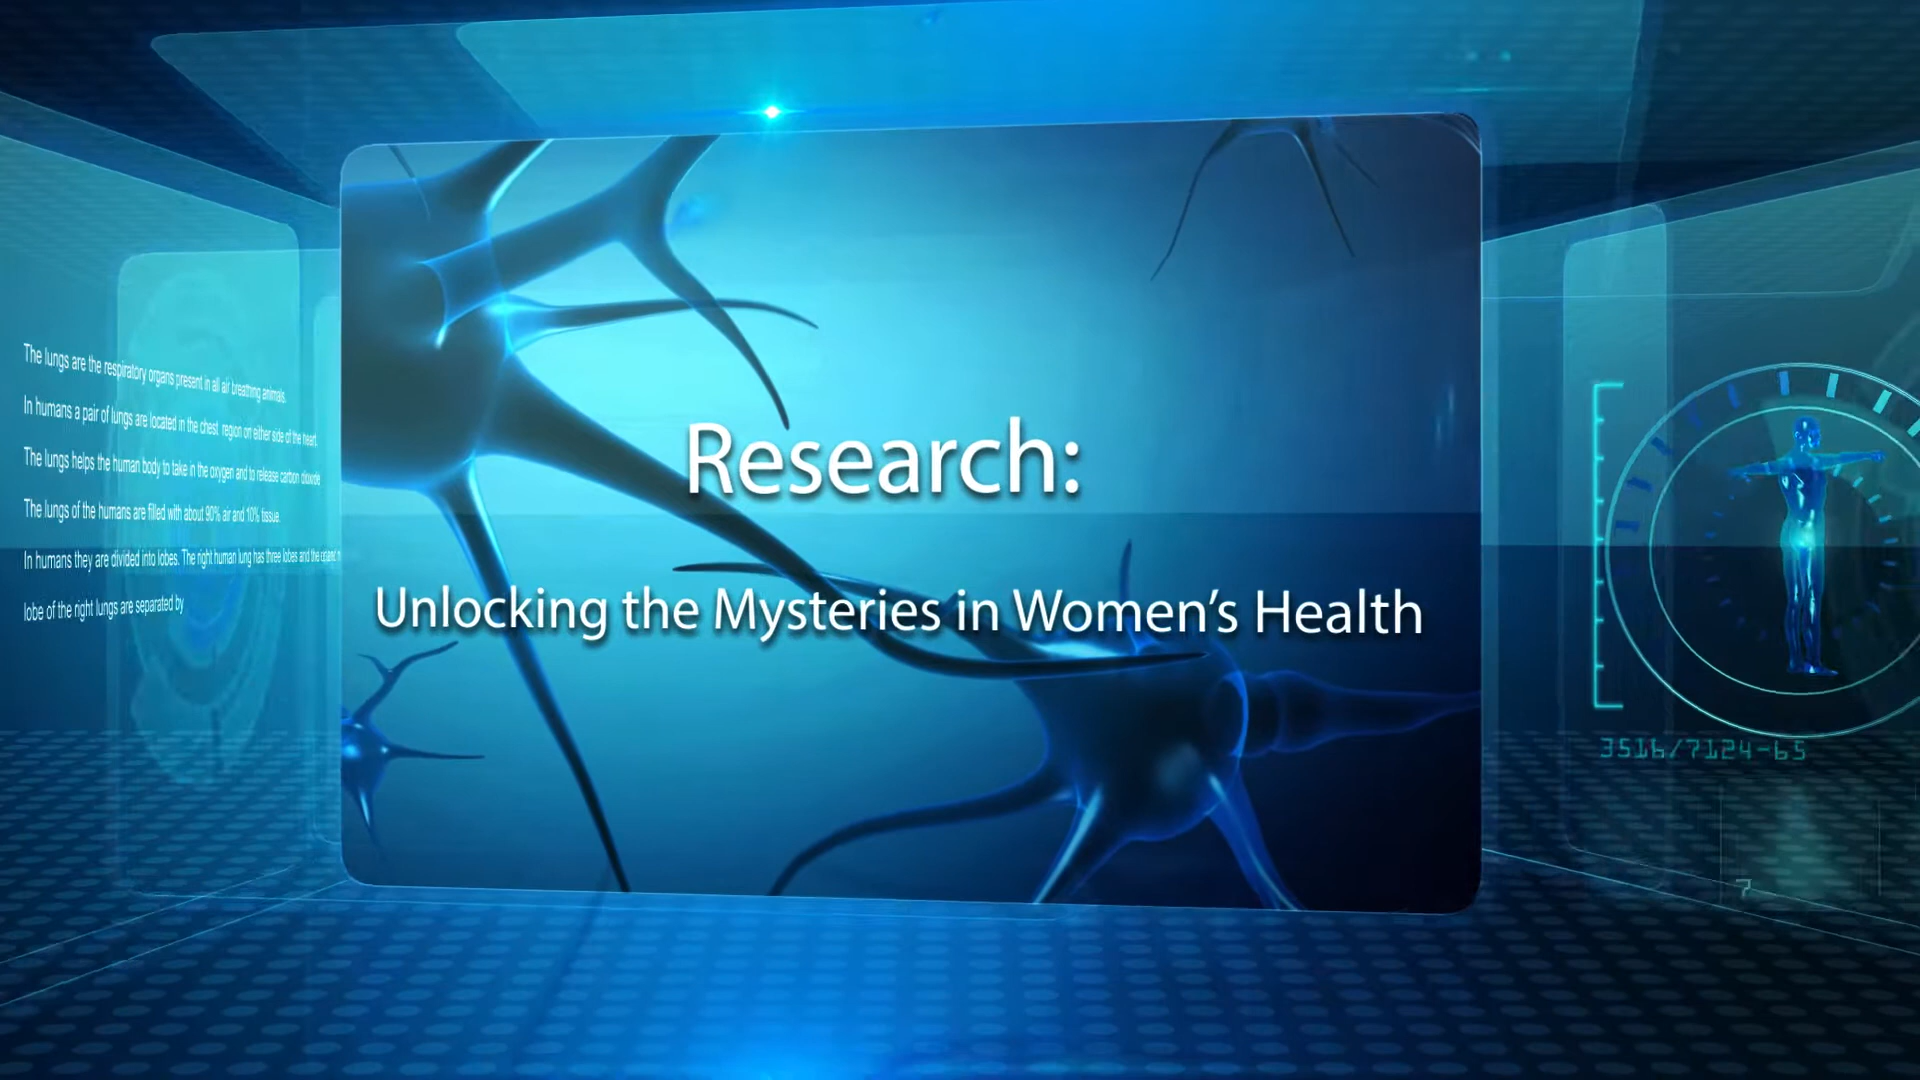 Research:
Unlocking the Mysteries in Women's Health
The lungs are the respiratory organs present in all air breathing animals.
In humans a pair of lungs are located in the chest region on either side of the heart.
The lungs helps the human body to take in the oxygen and to release carbon dioxide
The lungs of the humans are filled with about 90% air and 10% tissue.
In humans they are divided into lobes. The right human lung has three lobes and the
lobe of the right lungs are separated by
3516/7124-65
7